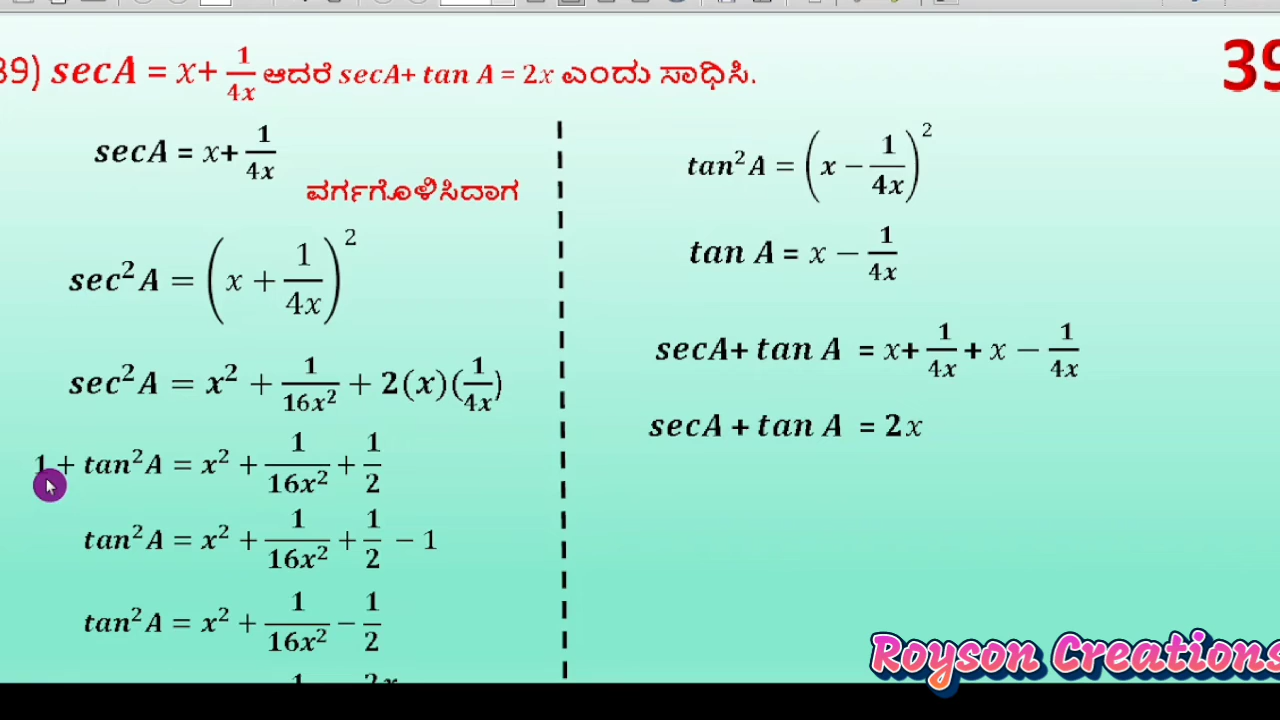 39) secA = x+ 1/4x ಆದರೆ secA+ tan A = 2x ಎಂದು ಸಾಧಿಸಿ.
39
secA = x+ 1/4x
ವರ್ಗಗೊಳಿಸಿದಾಗ
sec²A = (x + 1/4x)²
sec²A = x² + 1/16x² + 2(x)(1/4x)
1 + tan²A = x² + 1/16x² + 1/2
tan²A = x² + 1/16x² + 1/2 − 1
tan²A = x² + 1/16x² − 1/2
tan²A = (x − 1/4x)²
tan A = x − 1/4x
secA+ tan A = x+ 1/4x + x − 1/4x
secA + tan A = 2x
Royson Creations